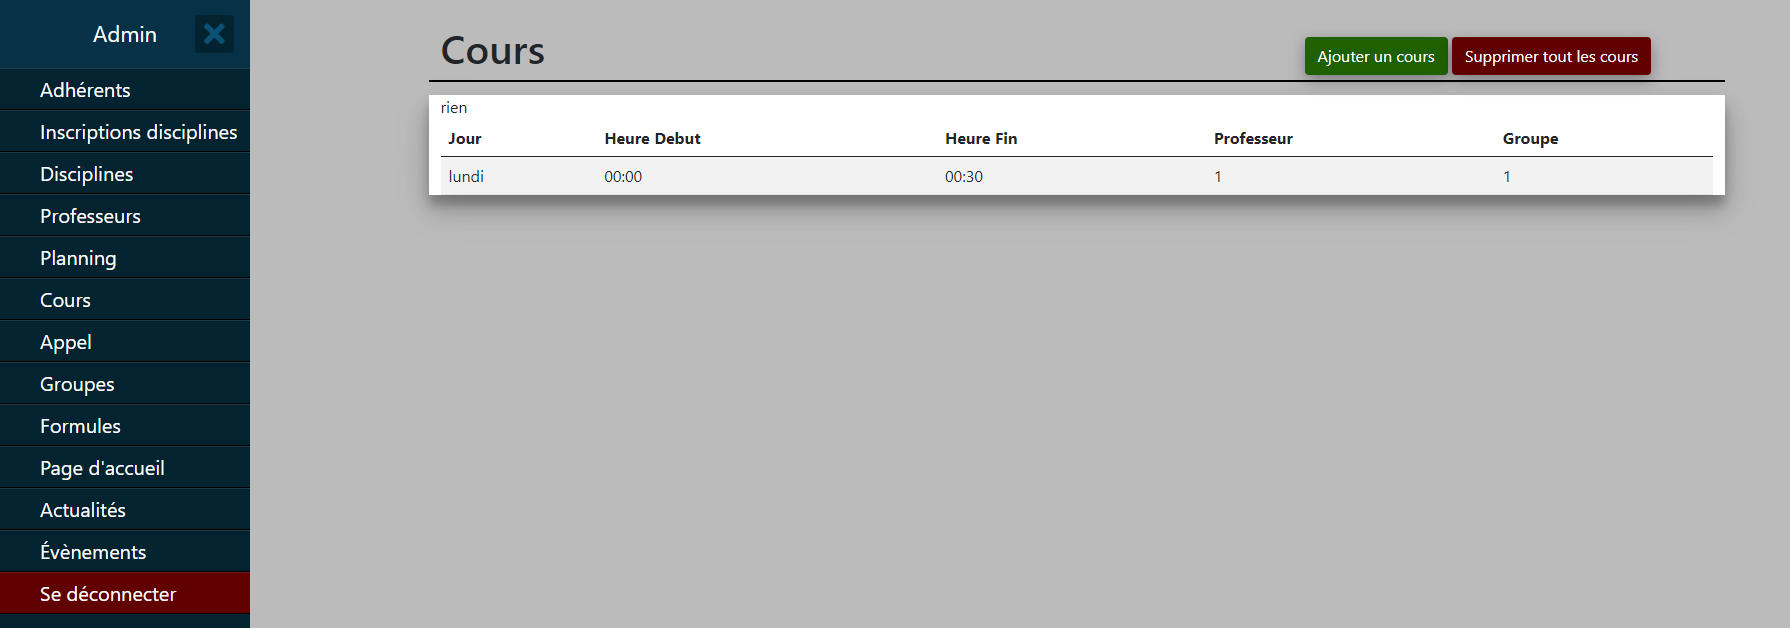 Admin
Adhérents
Inscriptions disciplines
Disciplines
Professeurs
Planning
Cours
Appel
Groupes
Formules
Page d'accueil
Actualités
Évènements
Se déconnecter
Cours
Ajouter un cours Supprimer tout les cours
rien
Jour Heure Debut Heure Fin Professeur Groupe
lundi 00:00 00:30 1 1